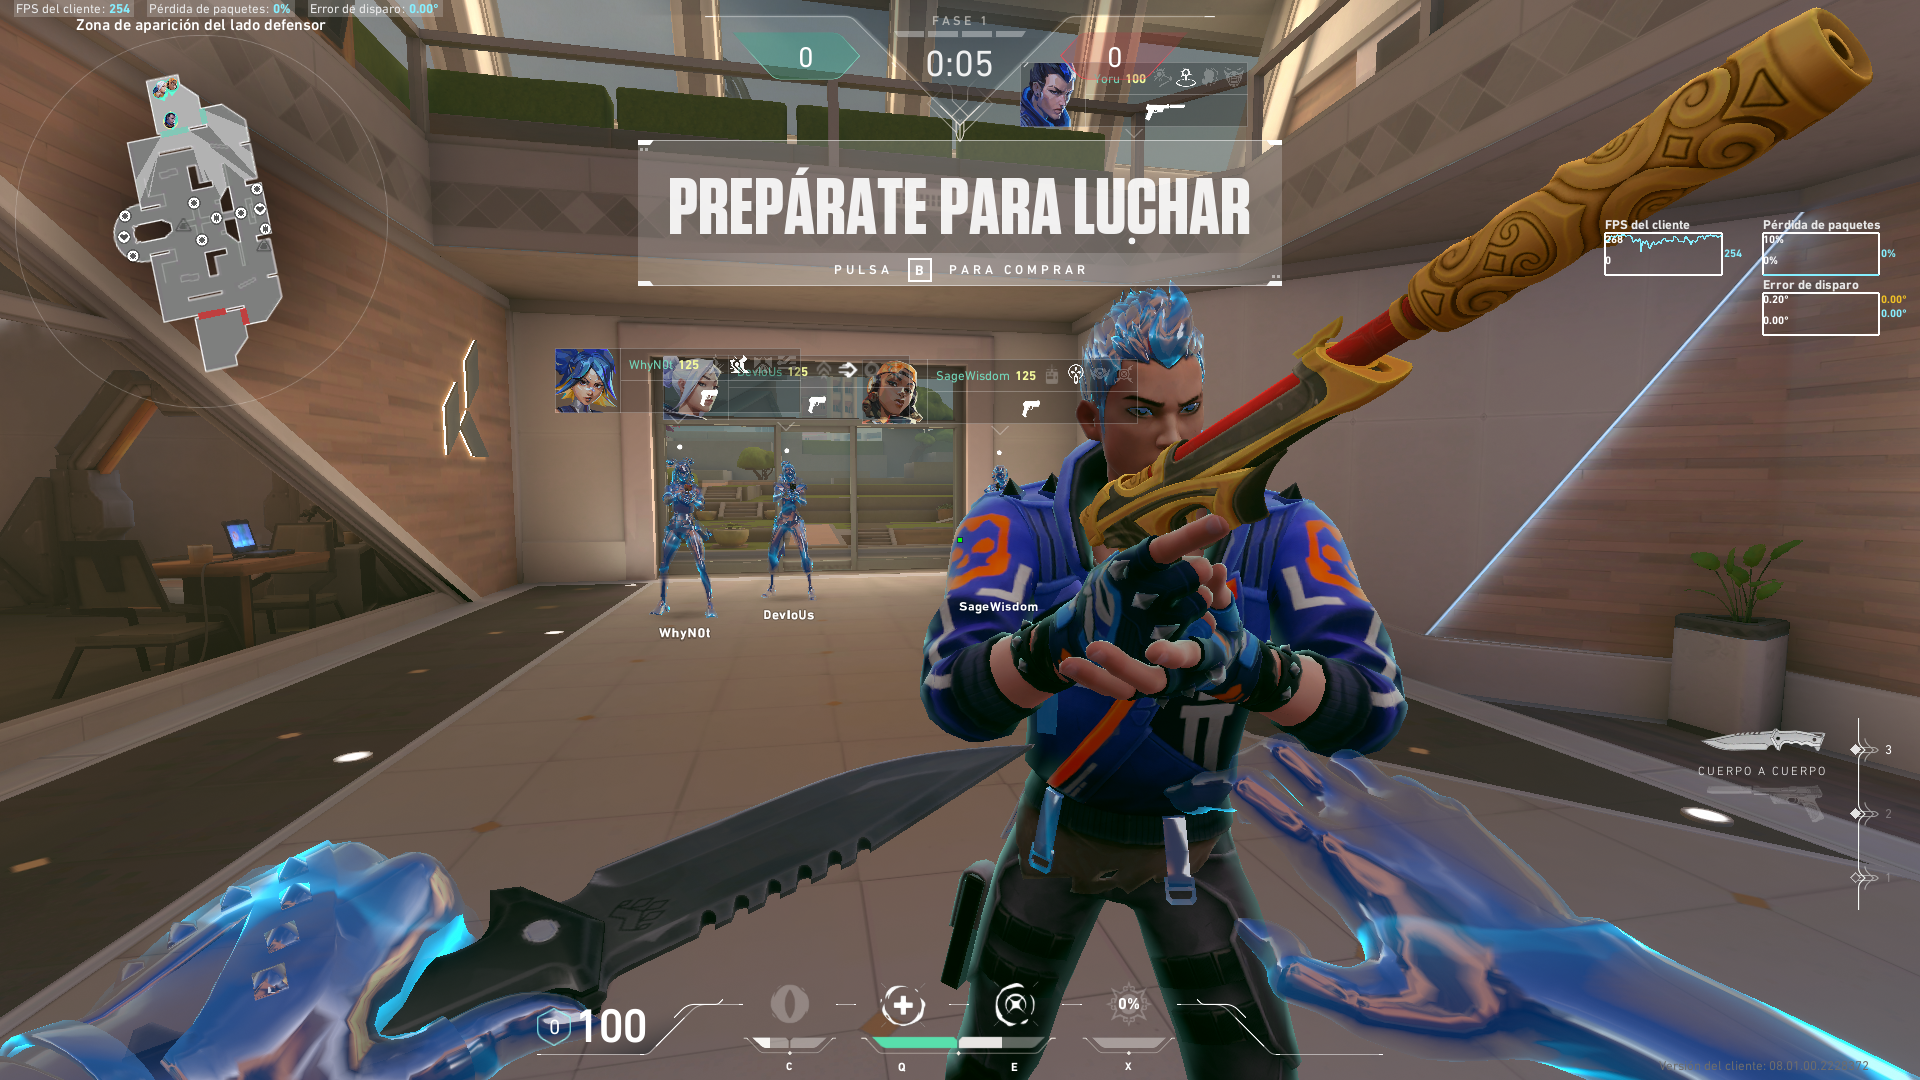 FPS del cliente: 254 Pérdida de paquetes: 0% Error de disparo: 0.00°
Zona de aparición del lado defensor
FASE 1
0
0:05
0
100
PREPÁRATE PARA LUCHAR
PULSA B PARA COMPRAR
FPS del cliente
268
0
254
Pérdida de paquetes
10%
0%
0%
Error de disparo
0.20°
0.00°
0.00°
0.00°
WhyN0t 125
DevIoUs 125
SageWisdom 125
WhyN0t
DevIoUs
SageWisdom
3
CUERPO A CUERPO
2
1
0
100
0%
C
Q
E
X